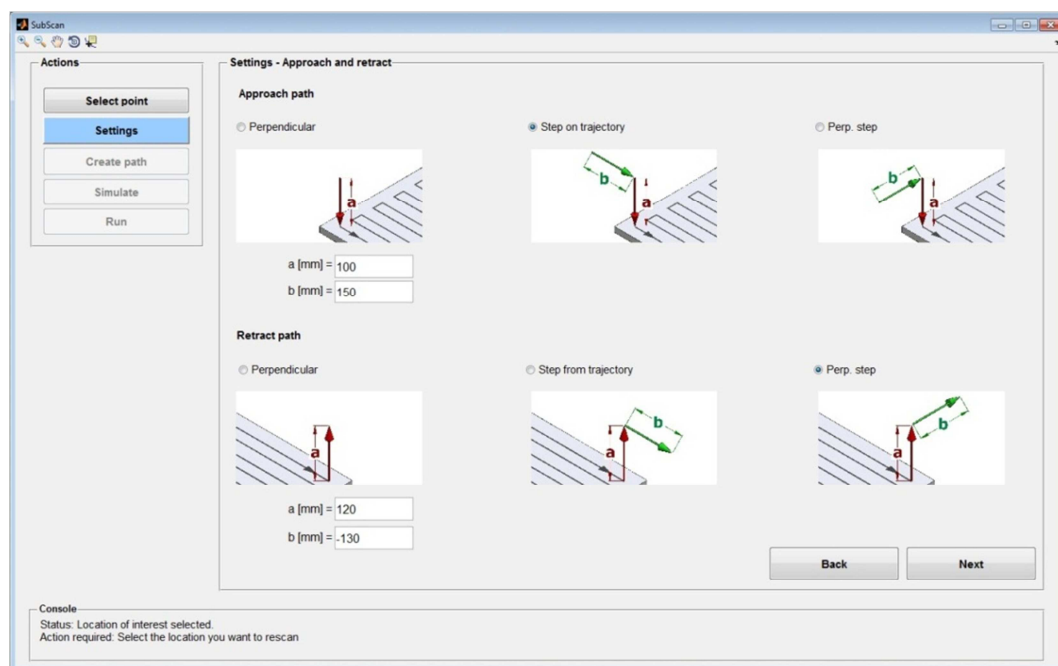 SubScan
Actions
Select point
Settings
Create path
Simulate
Run
Settings - Approach and retract
Approach path
Perpendicular
Step on trajectory
Perp. step
a
b
a
b
a
a [mm] = 100
b [mm] = 150
Retract path
Perpendicular
Step from trajectory
Perp. step
a
b
a
b
a
a [mm] = 120
b [mm] = -130
Back
Next
Console
Status: Location of interest selected.
Action required: Select the location you want to rescan